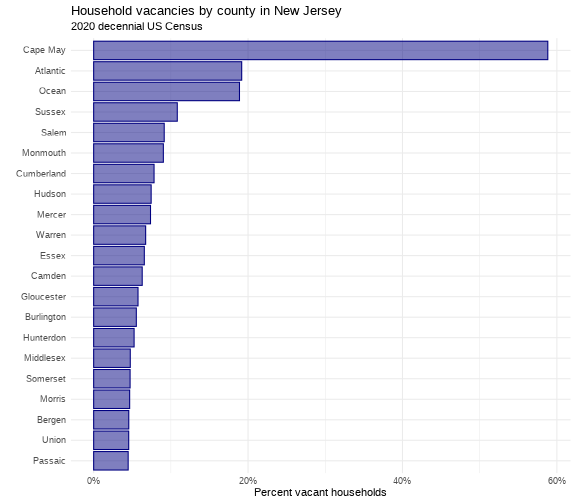 Household vacancies by county in New Jersey
2020 decennial US Census
Cape May
Atlantic
Ocean
Sussex
Salem
Monmouth
Cumberland
Hudson
Mercer
Warren
Essex
Camden
Gloucester
Burlington
Hunterdon
Middlesex
Somerset
Morris
Bergen
Union
Passaic
0% 20% 40% 60%
Percent vacant households